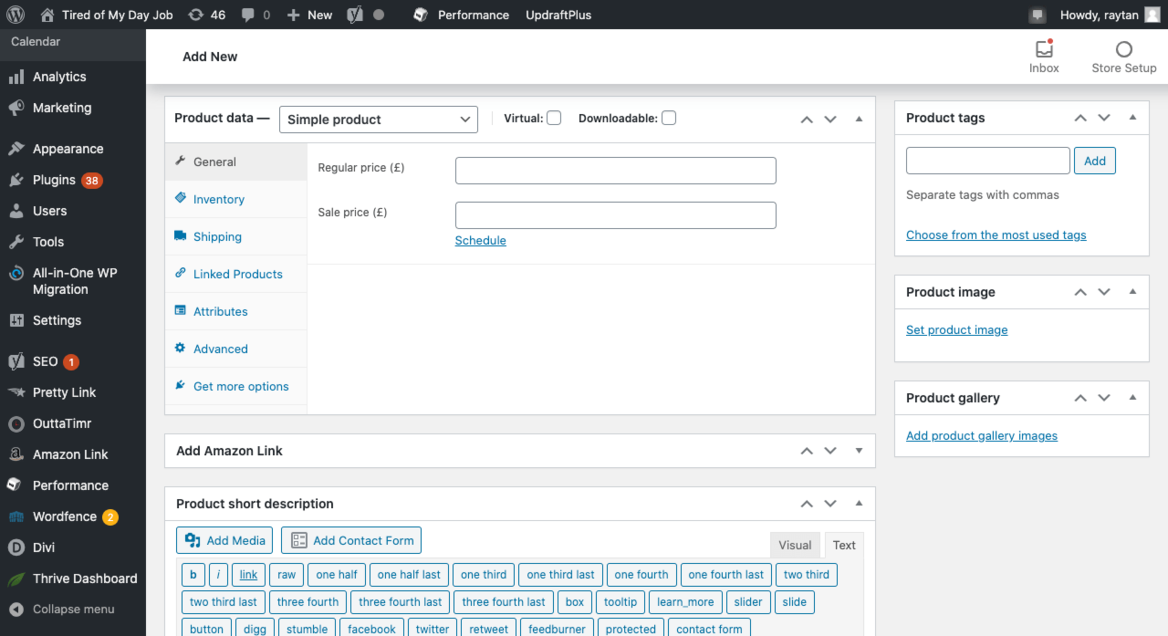 Tired of My Day Job 46 0 New Performance UpdraftPlus Howdy, raytan
Calendar
Analytics
Marketing
Appearance
Plugins 38
Users
Tools
All-in-One WP
Migration
Settings
SEO 1
Pretty Link
OuttaTimr
Amazon Link
Performance
Wordfence 2
Divi
Thrive Dashboard
Collapse menu
Add New
Inbox
Store Setup
Product data — Simple product Virtual: Downloadable:
General
Inventory
Shipping
Linked Products
Attributes
Advanced
Get more options
Regular price (£)
Sale price (£)
Schedule
Add Amazon Link
Product short description
Add Media Add Contact Form Visual Text
b i link raw one half one half last one third one third last one fourth one fourth last two third
two third last three fourth three fourth last three fourth last box tooltip learn_more slider slide
button digg stumble facebook twitter retweet feedburner protected contact form
Product tags
Add
Separate tags with commas
Choose from the most used tags
Product image
Set product image
Product gallery
Add product gallery images